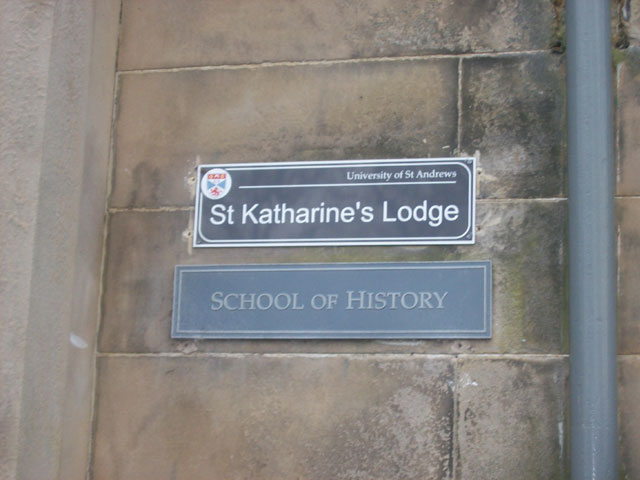 University of St Andrews
St Katharine's Lodge
SCHOOL OF HISTORY